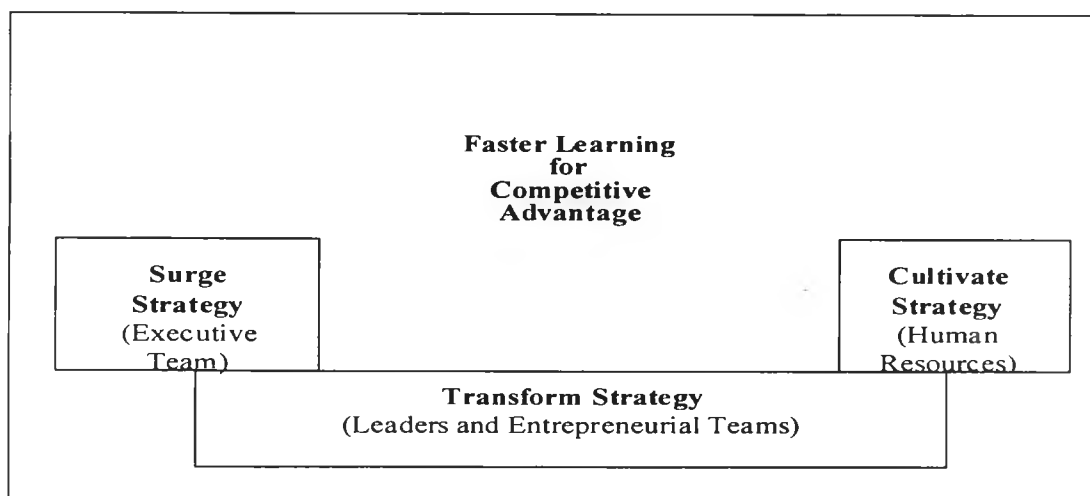 Faster Learning
for
Competitive
Advantage
Surge
Strategy
(Executive
Team)
Cultivate
Strategy
(Human
Resources)
Transform Strategy
(Leaders and Entrepreneurial Teams)